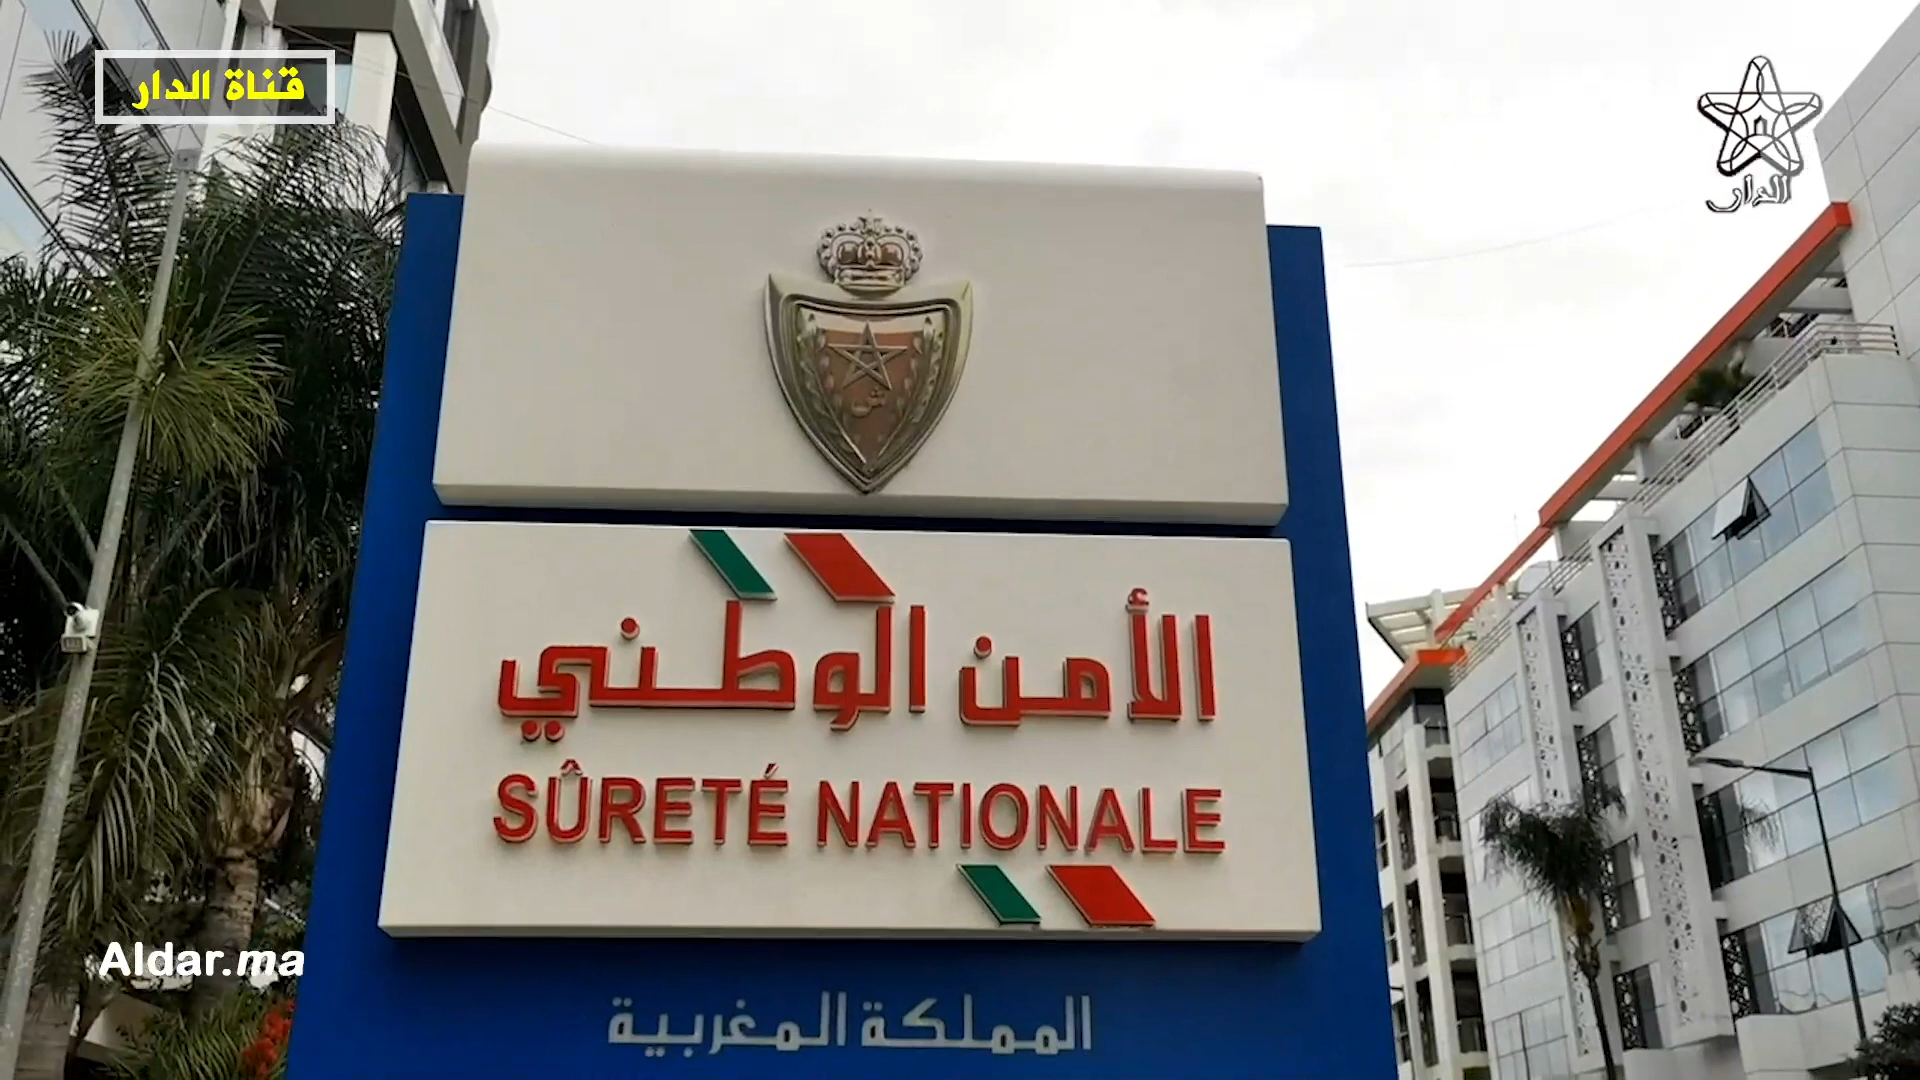 قناة الدار
الدار
الأمن الوطني
SÛRETÉ NATIONALE
Aldar.ma
المملكة المغربية